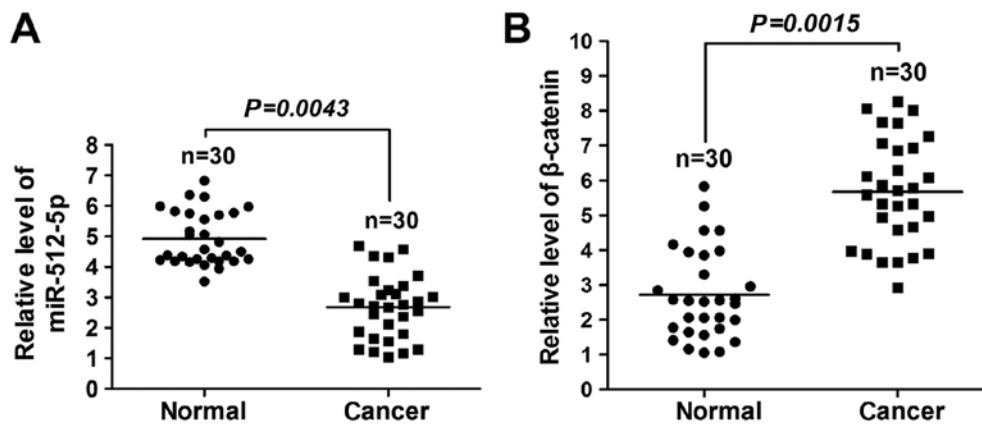 A
P=0.0043
n=30
n=30
Relative level of
miR-512-5p
8
7
6
5
4
3
2
1
0
Normal
Cancer
B
P=0.0015
n=30
n=30
Relative level of β-catenin
10
9
8
7
6
5
4
3
2
1
0
Normal
Cancer